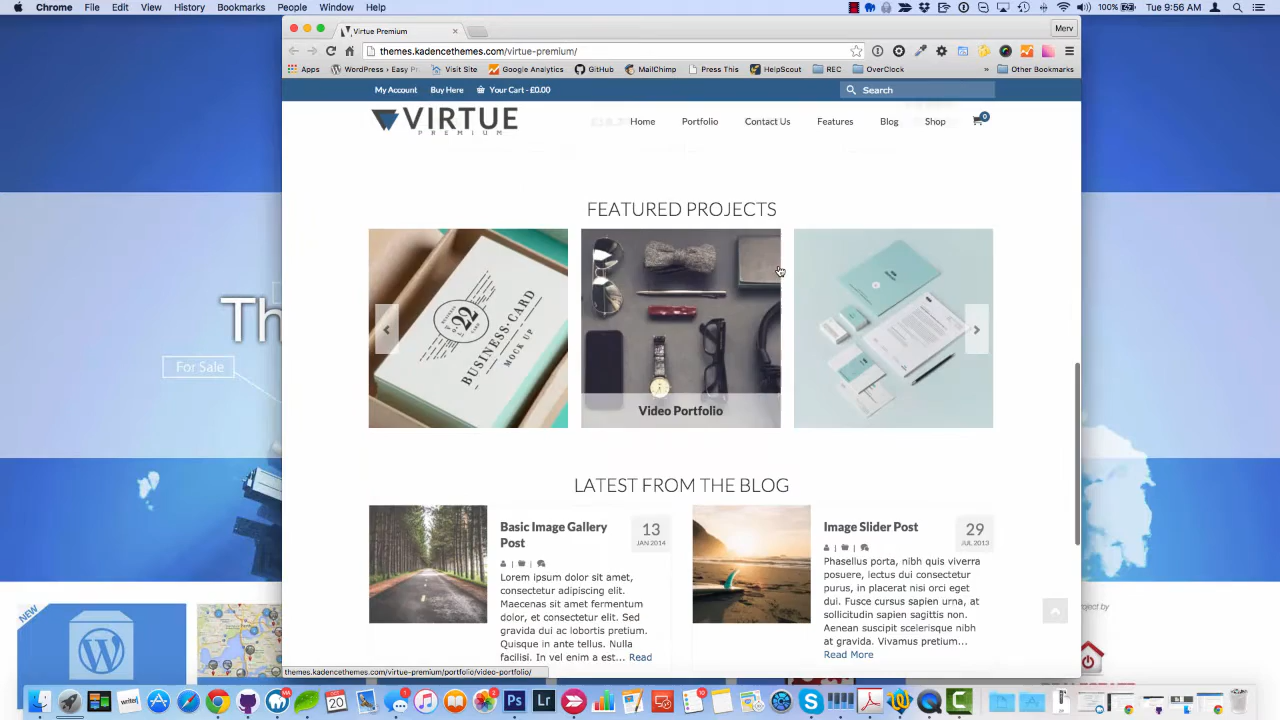 Chrome File Edit View History Bookmarks People Window Help 100% Tue 9:56 AM
Virtue Premium Merv
themes.kadencethemes.com/virtue-premium/
Apps WordPress › Easy Pr Visit Site Google Analytics GitHub MailChimp Press This HelpScout REC OverClock » Other Bookmarks
My Account Buy Here Your Cart - £0.00 Search
VIRTUE
PREMIUM
Home Portfolio Contact Us Features Blog Shop 0
FEATURED PROJECTS
22
BUSINESS·CARD
MOCK UP
Video Portfolio
Th
For Sale
LATEST FROM THE BLOG
Basic Image Gallery
Post
13
JAN 2014
Lorem ipsum dolor sit amet,
consectetur adipiscing elit.
Maecenas sit amet fermentum
dolor, et consectetur elit. Sed
gravida dui ac lobortis pretium.
Quisque in ante tellus. Cras
facilisi. In vel enim a est... Read
Image Slider Post
29
JUL 2013
Phasellus porta, nibh quis viverra
posuere, lectus dui consectetur
ipsum, in placerat nisi orci eget
dui. Fusce cursus sapien urna, at
sollicitudin sapien sagittis non.
Aenean suscipit scelerisque nibh
at gravida. Vivamus pretium...
Read More
NEW
themes.kadencethemes.com/virtue-premium/portfolio/video-portfolio/